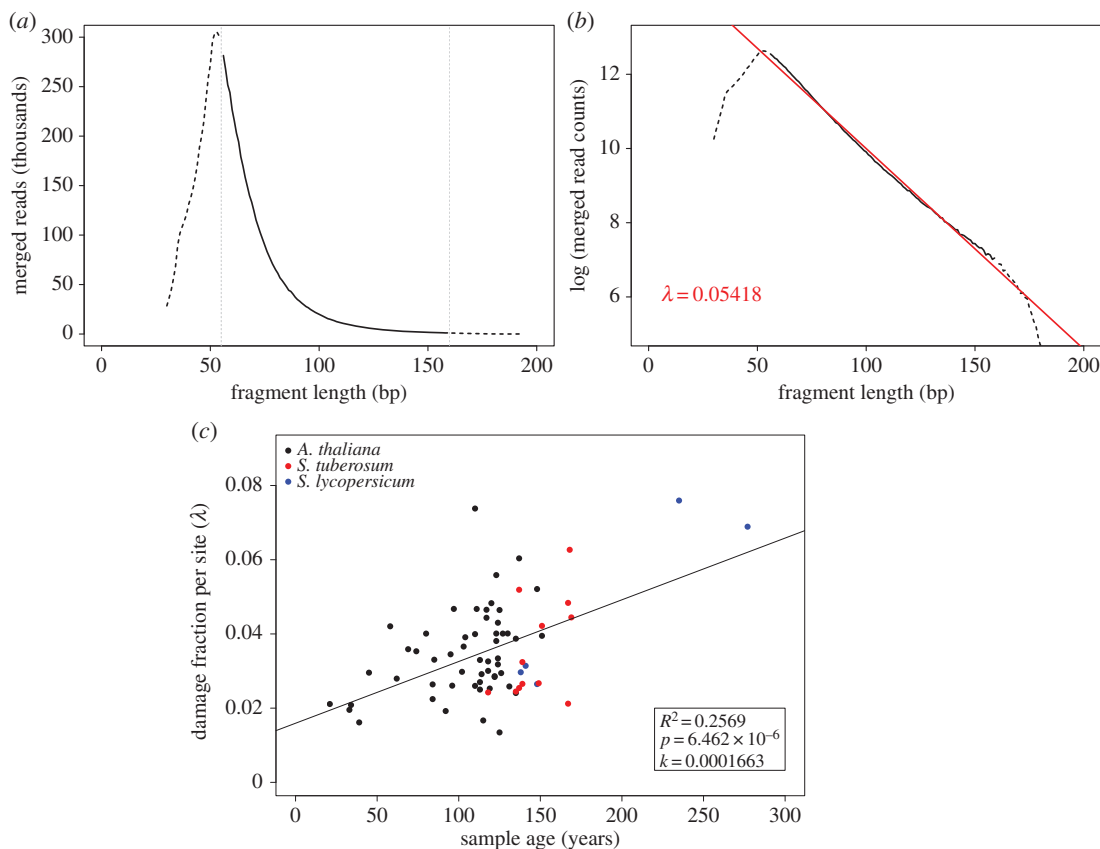 (a)
300
250
200
150
100
50
0
merged reads (thousands)
0 50 100 150 200
fragment length (bp)
(b)
12
10
8
6
log (merged read counts)
λ = 0.05418
0 50 100 150 200
fragment length (bp)
(c)
A. thaliana
S. tuberosum
S. lycopersicum
0.08
0.06
0.04
0.02
0
damage fraction per site (λ)
R² = 0.2569
p = 6.462 × 10⁻⁶
k = 0.0001663
0 50 100 150 200 250 300
sample age (years)